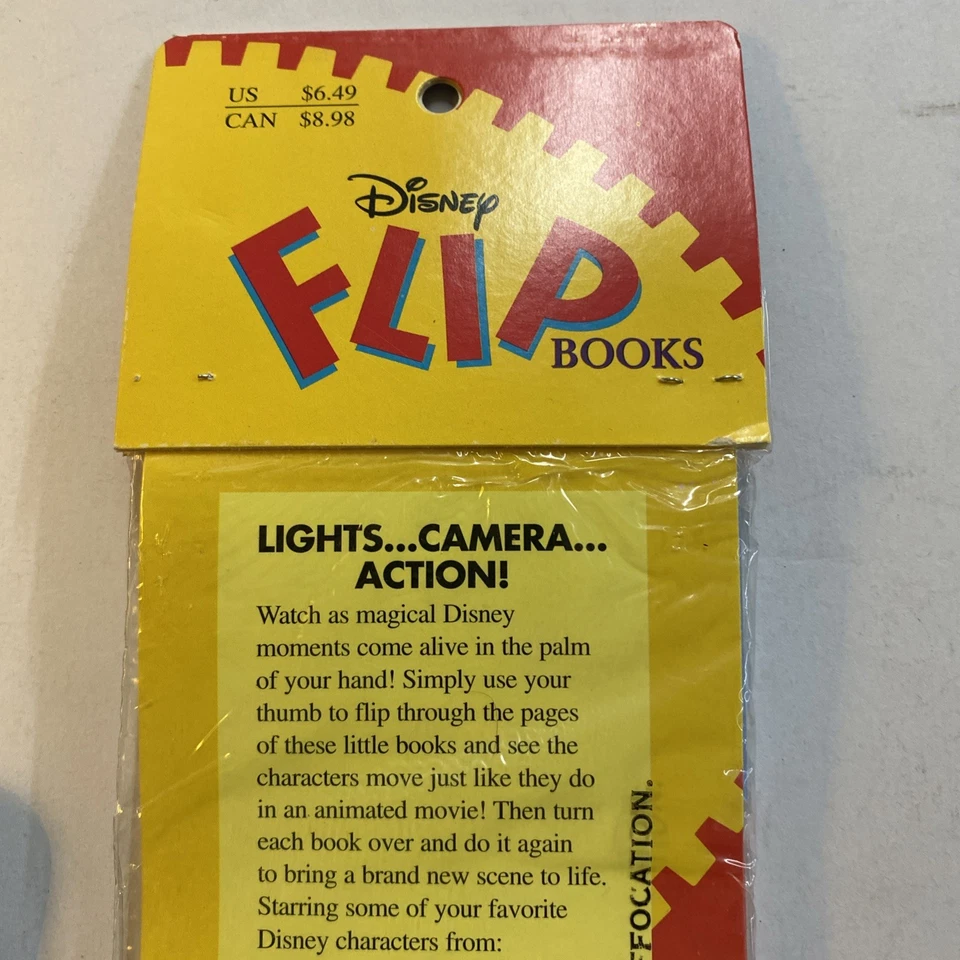 US $6.49
CAN $8.98
Disney
FLIP
BOOKS
LIGHTS...CAMERA...
ACTION!
Watch as magical Disney
moments come alive in the palm
of your hand! Simply use your
thumb to flip through the pages
of these little books and see the
characters move just like they do
in an animated movie! Then turn
each book over and do it again
to bring a brand new scene to life.
Starring some of your favorite
Disney characters from:
FFOCATION.